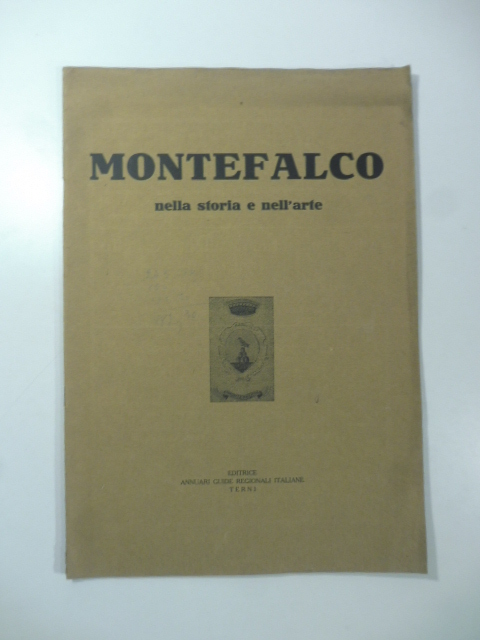 MONTEFALCO
nella storia e nell'arte
EDITRICE
ANNUARI GUIDE REGIONALI ITALIANE
TERNI